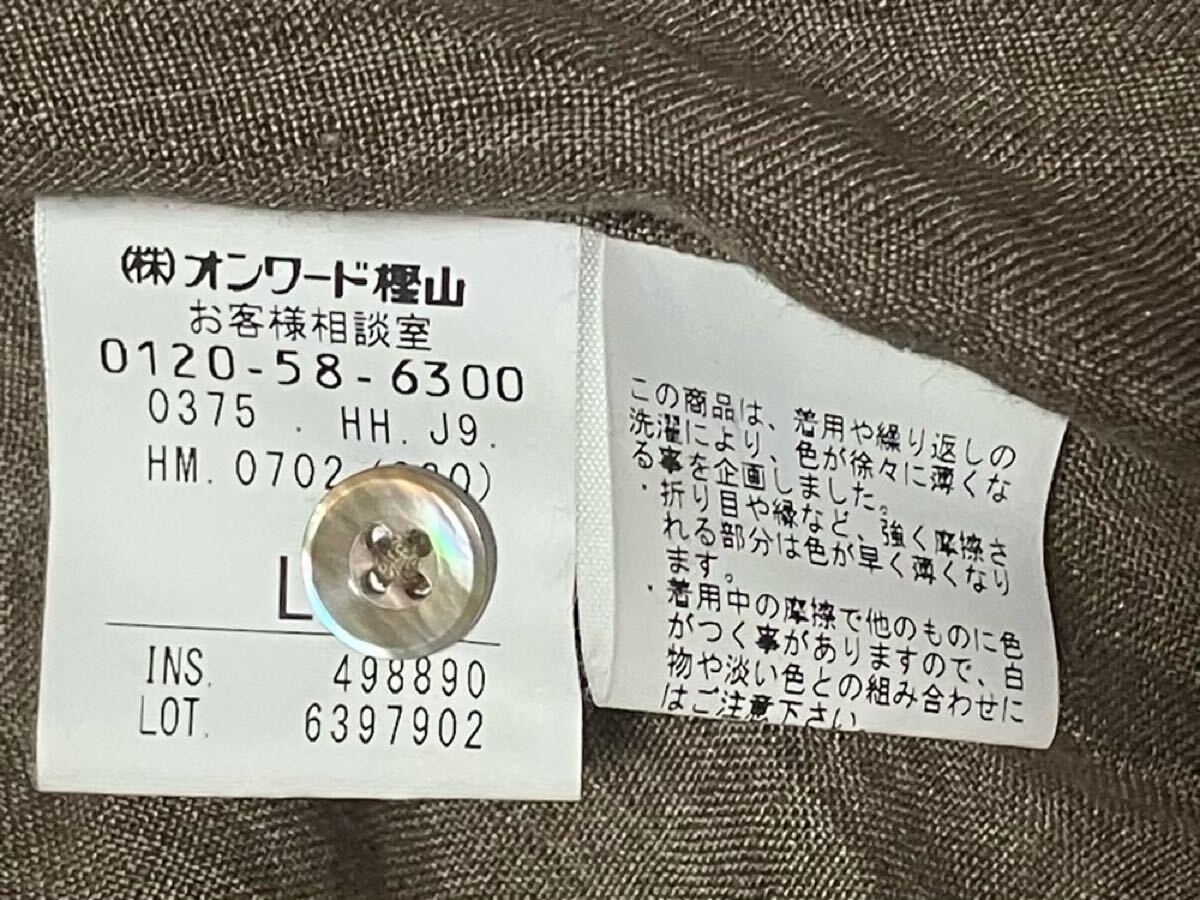 (株)オンワード樫山
お客様相談室
0120-58-6300
0375 . HH. J9.
HM. 0702
L
INS. 498890
LOT. 6397902
この商品は、着用や繰り返しの
洗濯により、色が徐々に薄くな
る事を企画しました。
・折り目や縁など、強く摩擦さ
れる部分は色が早く薄くなり
ます。
・着用中の摩擦で他のものに色
がつく事がありますので、白
物や淡い色との組み合わせに
はご注意下さい